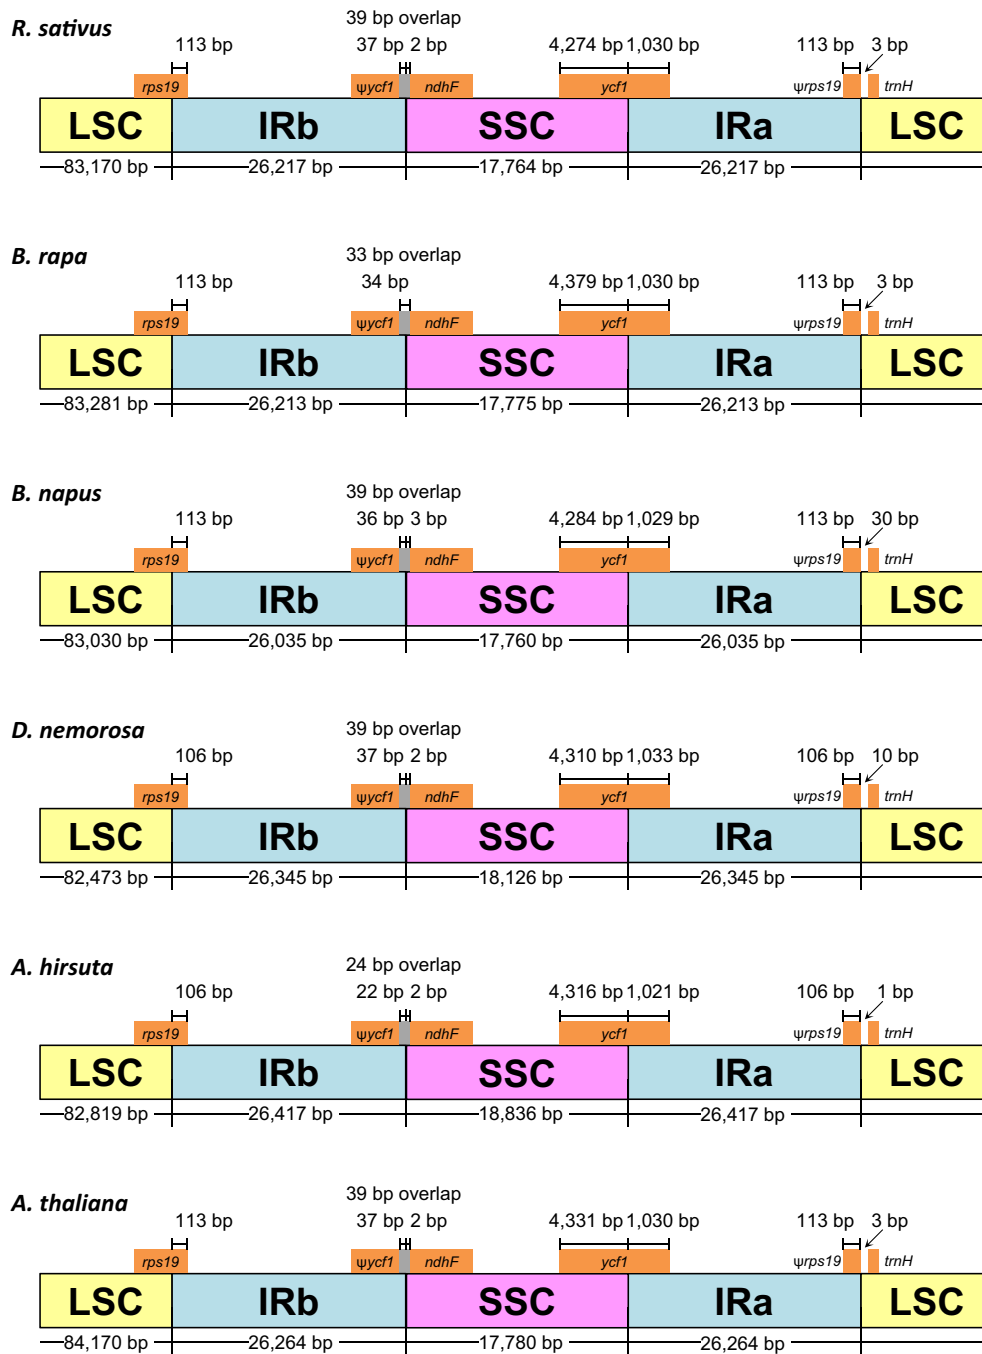 R. sativus
39 bp overlap
113 bp 37 bp 2 bp 4,274 bp 1,030 bp 113 bp 3 bp
rps19 ψycf1 ndhF ycf1 ψrps19 trnH
LSC IRb SSC IRa LSC
83,170 bp 26,217 bp 17,764 bp 26,217 bp
B. rapa
33 bp overlap
113 bp 34 bp 4,379 bp 1,030 bp 113 bp 3 bp
rps19 ψycf1 ndhF ycf1 ψrps19 trnH
LSC IRb SSC IRa LSC
83,281 bp 26,213 bp 17,775 bp 26,213 bp
B. napus
39 bp overlap
113 bp 36 bp 3 bp 4,284 bp 1,029 bp 113 bp 30 bp
rps19 ψycf1 ndhF ycf1 ψrps19 trnH
LSC IRb SSC IRa LSC
83,030 bp 26,035 bp 17,760 bp 26,035 bp
D. nemorosa
39 bp overlap
106 bp 37 bp 2 bp 4,310 bp 1,033 bp 106 bp 10 bp
rps19 ψycf1 ndhF ycf1 ψrps19 trnH
LSC IRb SSC IRa LSC
82,473 bp 26,345 bp 18,126 bp 26,345 bp
A. hirsuta
24 bp overlap
106 bp 22 bp 2 bp 4,316 bp 1,021 bp 106 bp 1 bp
rps19 ψycf1 ndhF ycf1 ψrps19 trnH
LSC IRb SSC IRa LSC
82,819 bp 26,417 bp 18,836 bp 26,417 bp
A. thaliana
39 bp overlap
113 bp 37 bp 2 bp 4,331 bp 1,030 bp 113 bp 3 bp
rps19 ψycf1 ndhF ycf1 ψrps19 trnH
LSC IRb SSC IRa LSC
84,170 bp 26,264 bp 17,780 bp 26,264 bp